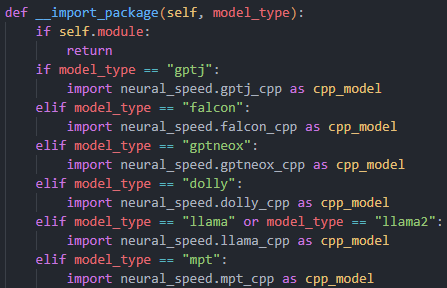 def __import_package(self, model_type):
    if self.module:
        return
    if model_type == "gptj":
        import neural_speed.gptj_cpp as cpp_model
    elif model_type == "falcon":
        import neural_speed.falcon_cpp as cpp_model
    elif model_type == "gptneox":
        import neural_speed.gptneox_cpp as cpp_model
    elif model_type == "dolly":
        import neural_speed.dolly_cpp as cpp_model
    elif model_type == "llama" or model_type == "llama2":
        import neural_speed.llama_cpp as cpp_model
    elif model_type == "mpt":
        import neural_speed.mpt_cpp as cpp_model